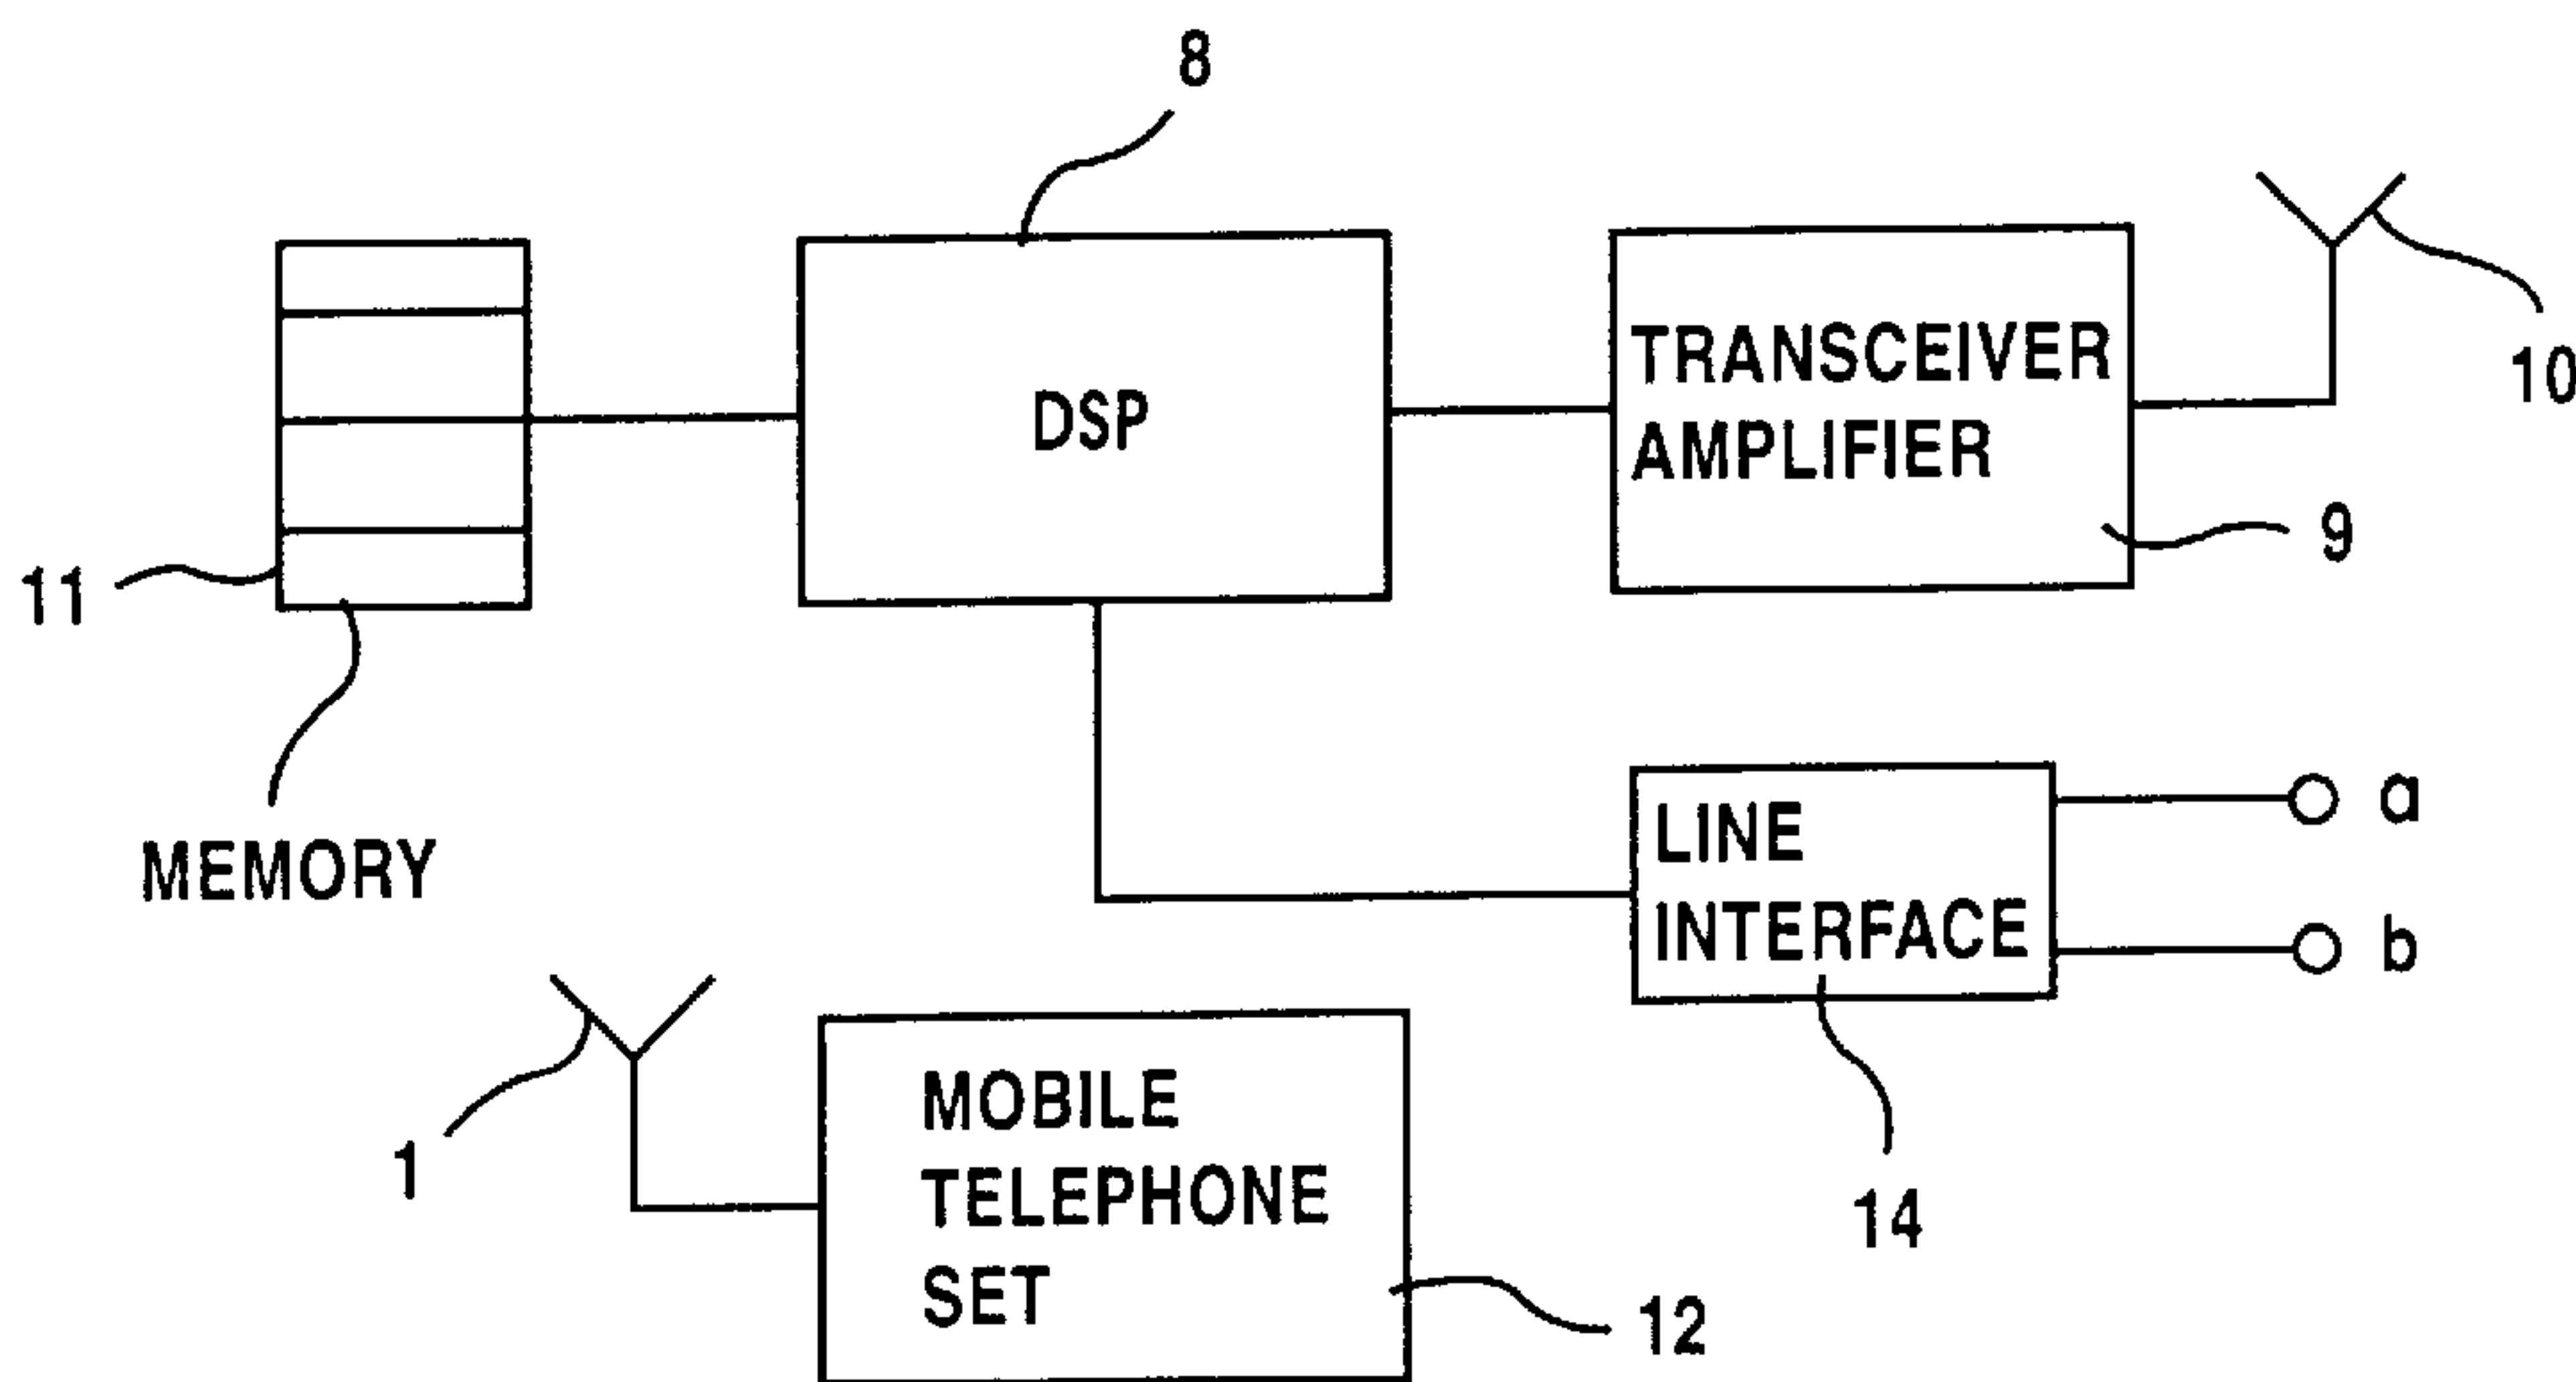 8
10
TRANSCEIVER
AMPLIFIER
DSP
9
11
MEMORY
LINE
INTERFACE
a
b
14
1
MOBILE
TELEPHONE
SET
12